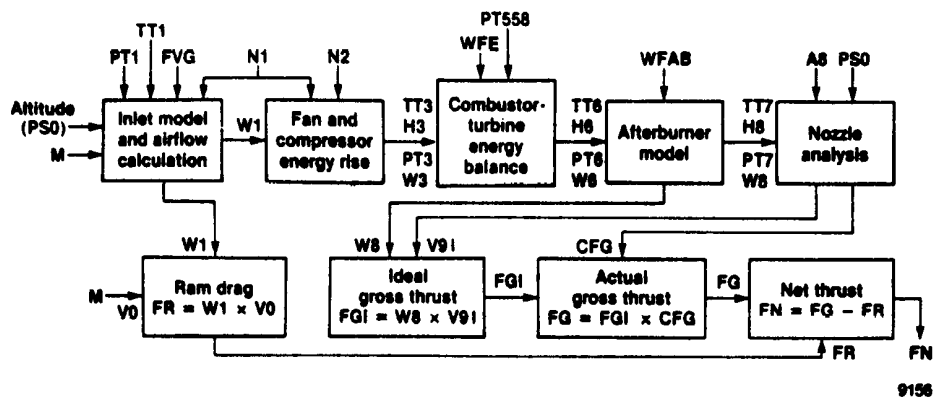 PT558
TT1
WFE
PT1
FVG
N1
N2
WFAB
A8
PS0
Altitude
(PS0)
M
Inlet model
and airflow
calculation
W1
Fan and
compressor
energy rise
TT3
H3
PT3
W3
Combustor-
turbine
energy
balance
TT6
H6
PT6
W6
Afterburner
model
TT7
H8
PT7
W8
Nozzle
analysis
W1
W8
V9I
CFG
M
V0
Ram drag
FR = W1 × V0
Ideal
gross thrust
FGI = W8 × V9I
FGI
Actual
gross thrust
FG = FGI × CFG
FG
Net thrust
FN = FG − FR
FR
FN
9156